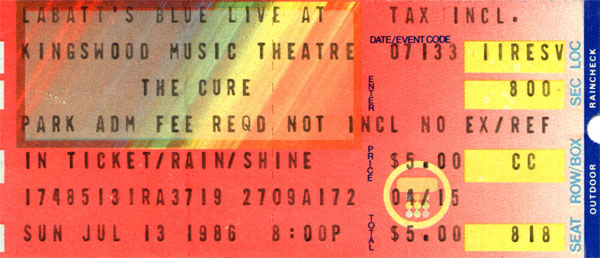 LABATT'S BLUE LIVE AT TAX INCL.
DATE/EVENT CODE
KINGSWOOD MUSIC THEATRE 07133 11RESV
THE CURE ENTER 800
PARK ADM FEE REQD NOT INCL NO EX/REF
IN TICKET/RAIN/SHINE PRICE $5.00 CC
17485131RA3719 2709A172 04/15
SUN JUL 13 1986 8:00P TOTAL $5.00 818
SEAT ROW/BOX SEC LOC
OUTDOOR RAINCHECK